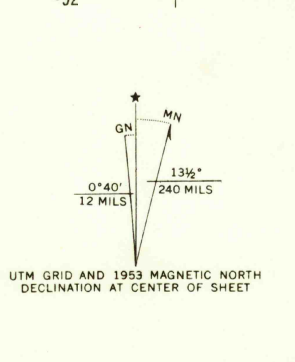 MN
GN
13½°
240 MILS
0°40'
12 MILS
UTM GRID AND 1953 MAGNETIC NORTH
DECLINATION AT CENTER OF SHEET